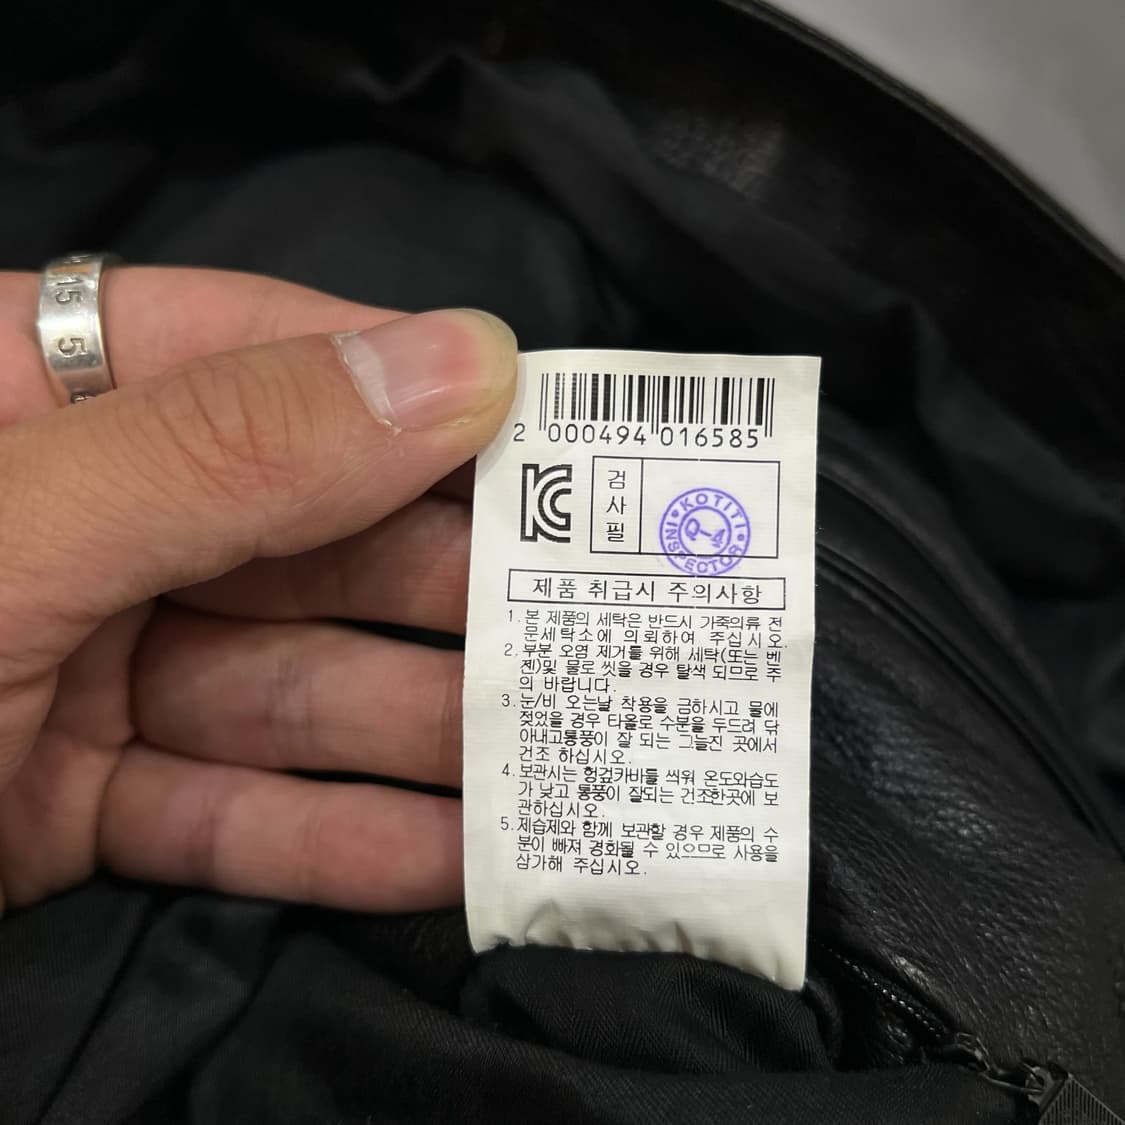 15 5
2 000494 016585
검
사
필
KOTITI
Q-4
INSPECTOR
제품 취급시 주의사항
1. 본 제품의 세탁은 반드시 가죽의류 전
문세탁소에 의뢰하여 주십시오.
2. 부분 오염 제거를 위해 세탁(또는 벤
젠)및 물로 씻을 경우 탈색 되므로 주
의 바랍니다.
3. 눈/비 오는날 착용을 금하시고 물에
젖었을 경우 타올로 수분을 두드려 닦
아내고통풍이 잘 되는 그늘진 곳에서
건조 하십시오.
4. 보관시는 헝겊카바를 씌워 온도와습도
가 낮고 통풍이 잘되는 건조한곳에 보
관하십시오.
5. 제습제와 함께 보관할 경우 제품의 수
분이 빠져 경화될 수 있으므로 사용을
삼가해 주십시오.